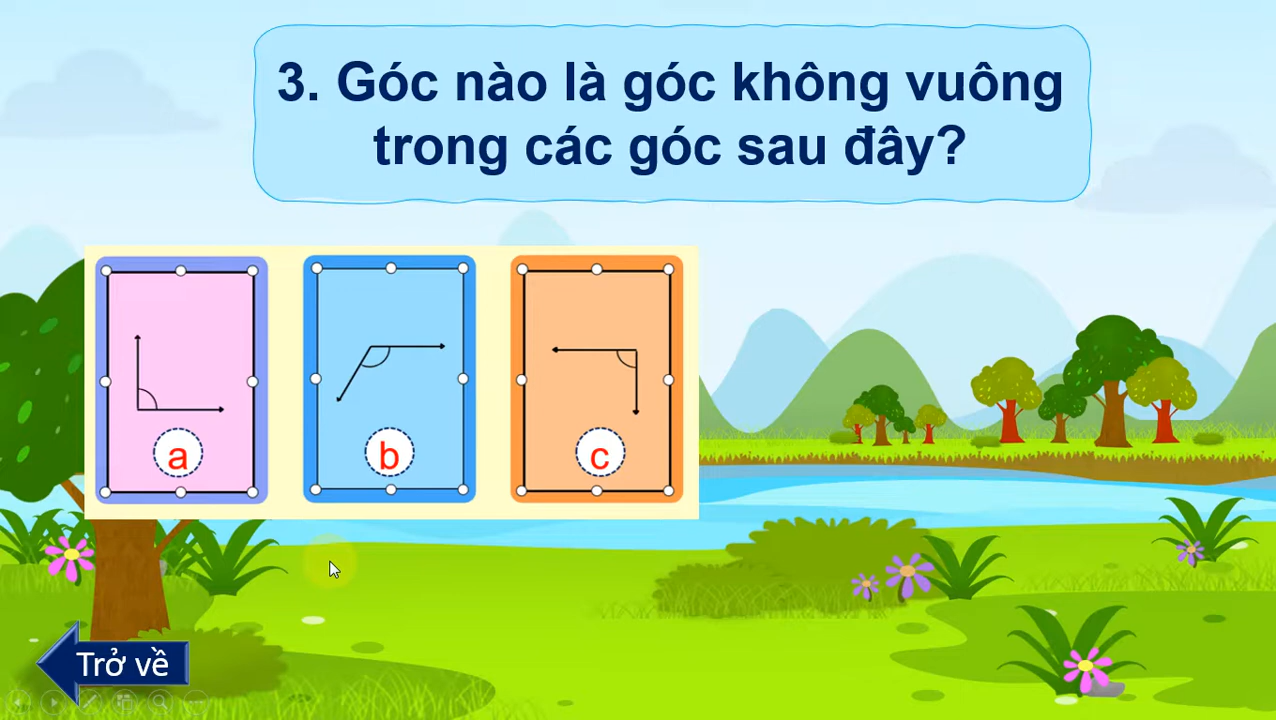 3. Góc nào là góc không vuông
trong các góc sau đây?
a
b
c
Trở về